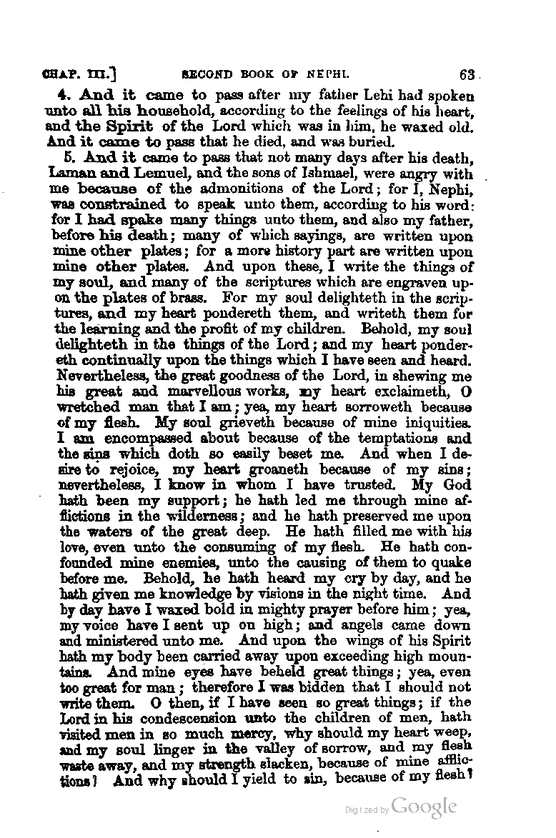 CHAP. III.] SECOND BOOK OF NEPHI. 63
4. And it came to pass after my father Lehi had spoken
unto all his household, according to the feelings of his heart,
and the Spirit of the Lord which was in him, he waxed old.
And it came to pass that he died, and was buried.
5. And it came to pass that not many days after his death,
Laman and Lemuel, and the sons of Ishmael, were angry with
me because of the admonitions of the Lord; for I, Nephi,
was constrained to speak unto them, according to his word:
for I had spake many things unto them, and also my father,
before his death; many of which sayings, are written upon
mine other plates; for a more history part are written upon
mine other plates. And upon these, I write the things of
my soul, and many of the scriptures which are engraven up-
on the plates of brass. For my soul delighteth in the scrip-
tures, and my heart pondereth them, and writeth them for
the learning and the profit of my children. Behold, my soul
delighteth in the things of the Lord; and my heart ponder-
eth continually upon the things which I have seen and heard.
Nevertheless, the great goodness of the Lord, in shewing me
his great and marvellous works, my heart exclaimeth, O
wretched man that I am; yea, my heart sorroweth because
of my flesh. My soul grieveth because of mine iniquities.
I am encompassed about because of the temptations and
the sins which doth so easily beset me. And when I de-
sire to rejoice, my heart groaneth because of my sins;
nevertheless, I know in whom I have trusted. My God
hath been my support; he hath led me through mine af-
flictions in the wilderness; and he hath preserved me upon
the waters of the great deep. He hath filled me with his
love, even unto the consuming of my flesh. He hath con-
founded mine enemies, unto the causing of them to quake
before me. Behold, he hath heard my cry by day, and he
hath given me knowledge by visions in the night time. And
by day have I waxed bold in mighty prayer before him; yea,
my voice have I sent up on high; and angels came down
and ministered unto me. And upon the wings of his Spirit
hath my body been carried away upon exceeding high moun-
tains. And mine eyes have beheld great things; yea, even
too great for man; therefore I was bidden that I should not
write them. O then, if I have seen so great things; if the
Lord in his condescension unto the children of men, hath
visited men in so much mercy, why should my heart weep,
and my soul linger in the valley of sorrow, and my flesh
waste away, and my strength slacken, because of mine afflic-
tions? And why should I yield to sin, because of my flesh?
Digitized by Google